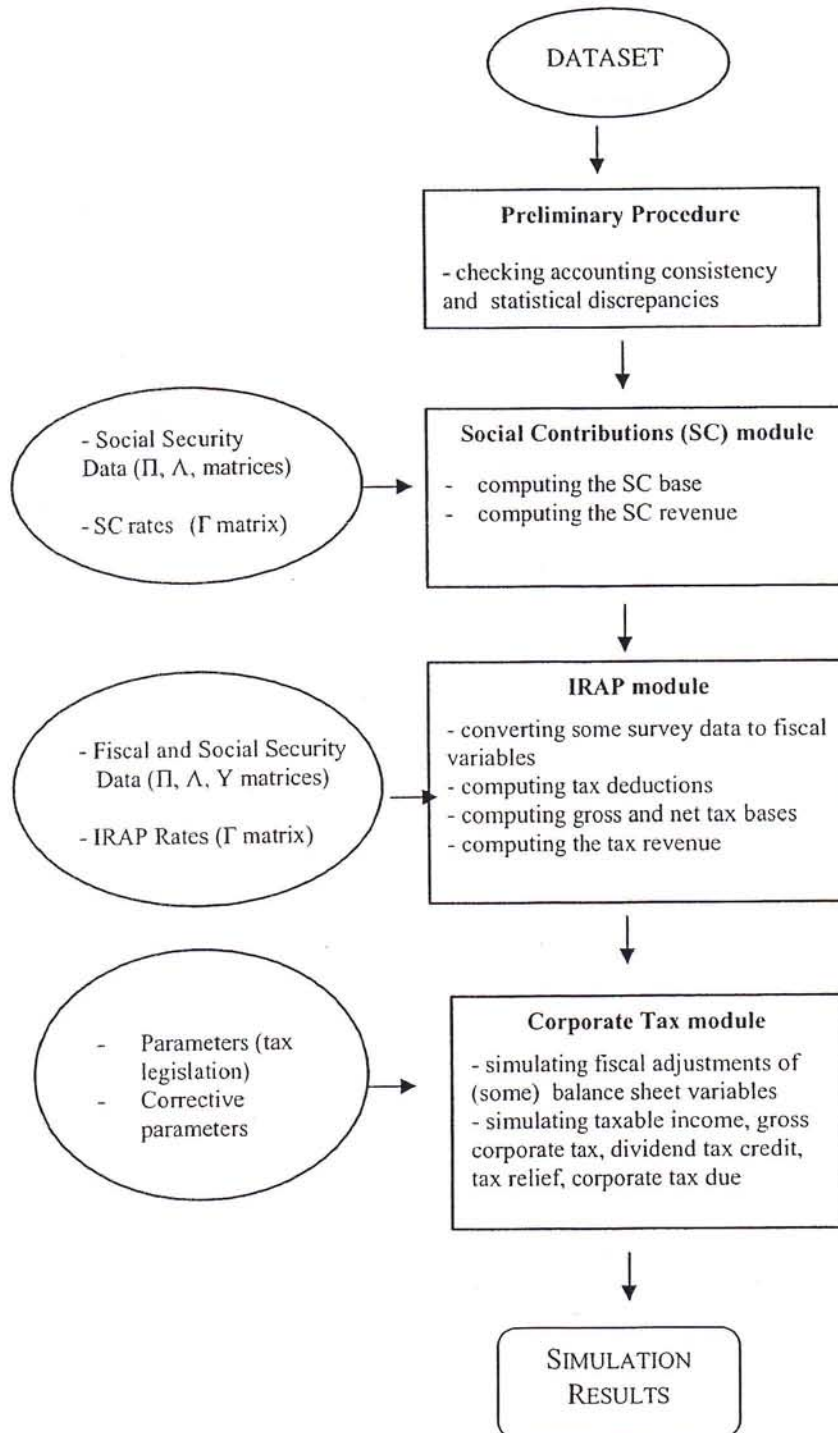 DATASET
Preliminary Procedure
- checking accounting consistency
and statistical discrepancies
- Social Security
Data (Π, Λ, matrices)
- SC rates (Γ matrix)
Social Contributions (SC) module
- computing the SC base
- computing the SC revenue
- Fiscal and Social Security
Data (Π, Λ, Υ matrices)
- IRAP Rates (Γ matrix)
IRAP module
- converting some survey data to fiscal
variables
- computing tax deductions
- computing gross and net tax bases
- computing the tax revenue
- Parameters (tax
legislation)
- Corrective
parameters
Corporate Tax module
- simulating fiscal adjustments of
(some) balance sheet variables
- simulating taxable income, gross
corporate tax, dividend tax credit,
tax relief, corporate tax due
SIMULATION
RESULTS